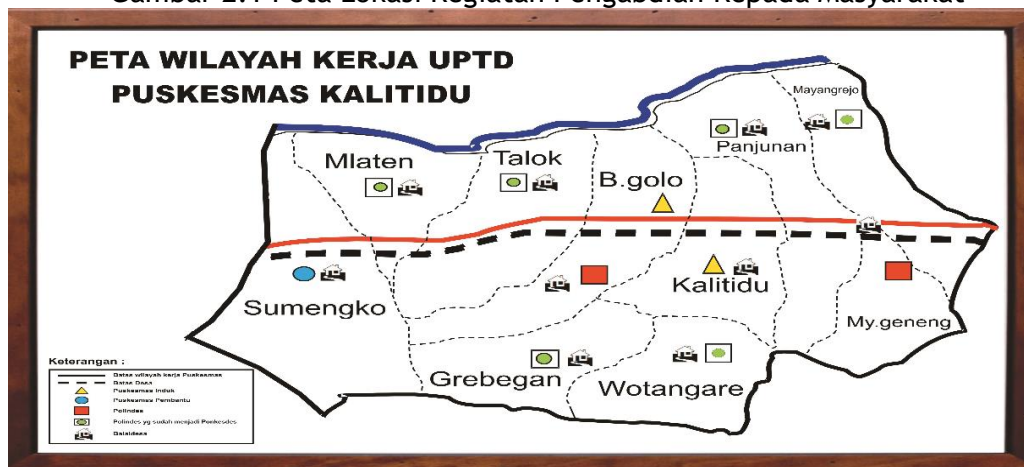 Gambar 2.1 Peta Lokasi Kegiatan Pengabdian Kepada Masyarakat
PETA WILAYAH KERJA UPTD
PUSKESMAS KALITIDU
Mayangrejo
Panjunan
Mlaten
Talok
B.golo
Sumengko
Kalitidu
My.geneng
Grebegan
Wotangare
Keterangan :
Batas wilayah kerja Puskesmas
Batas Desa
Puskesmas Induk
Puskesmas Pembantu
Polindes
Polindes yg sudah menjadi Ponkesdes
Balaidesa